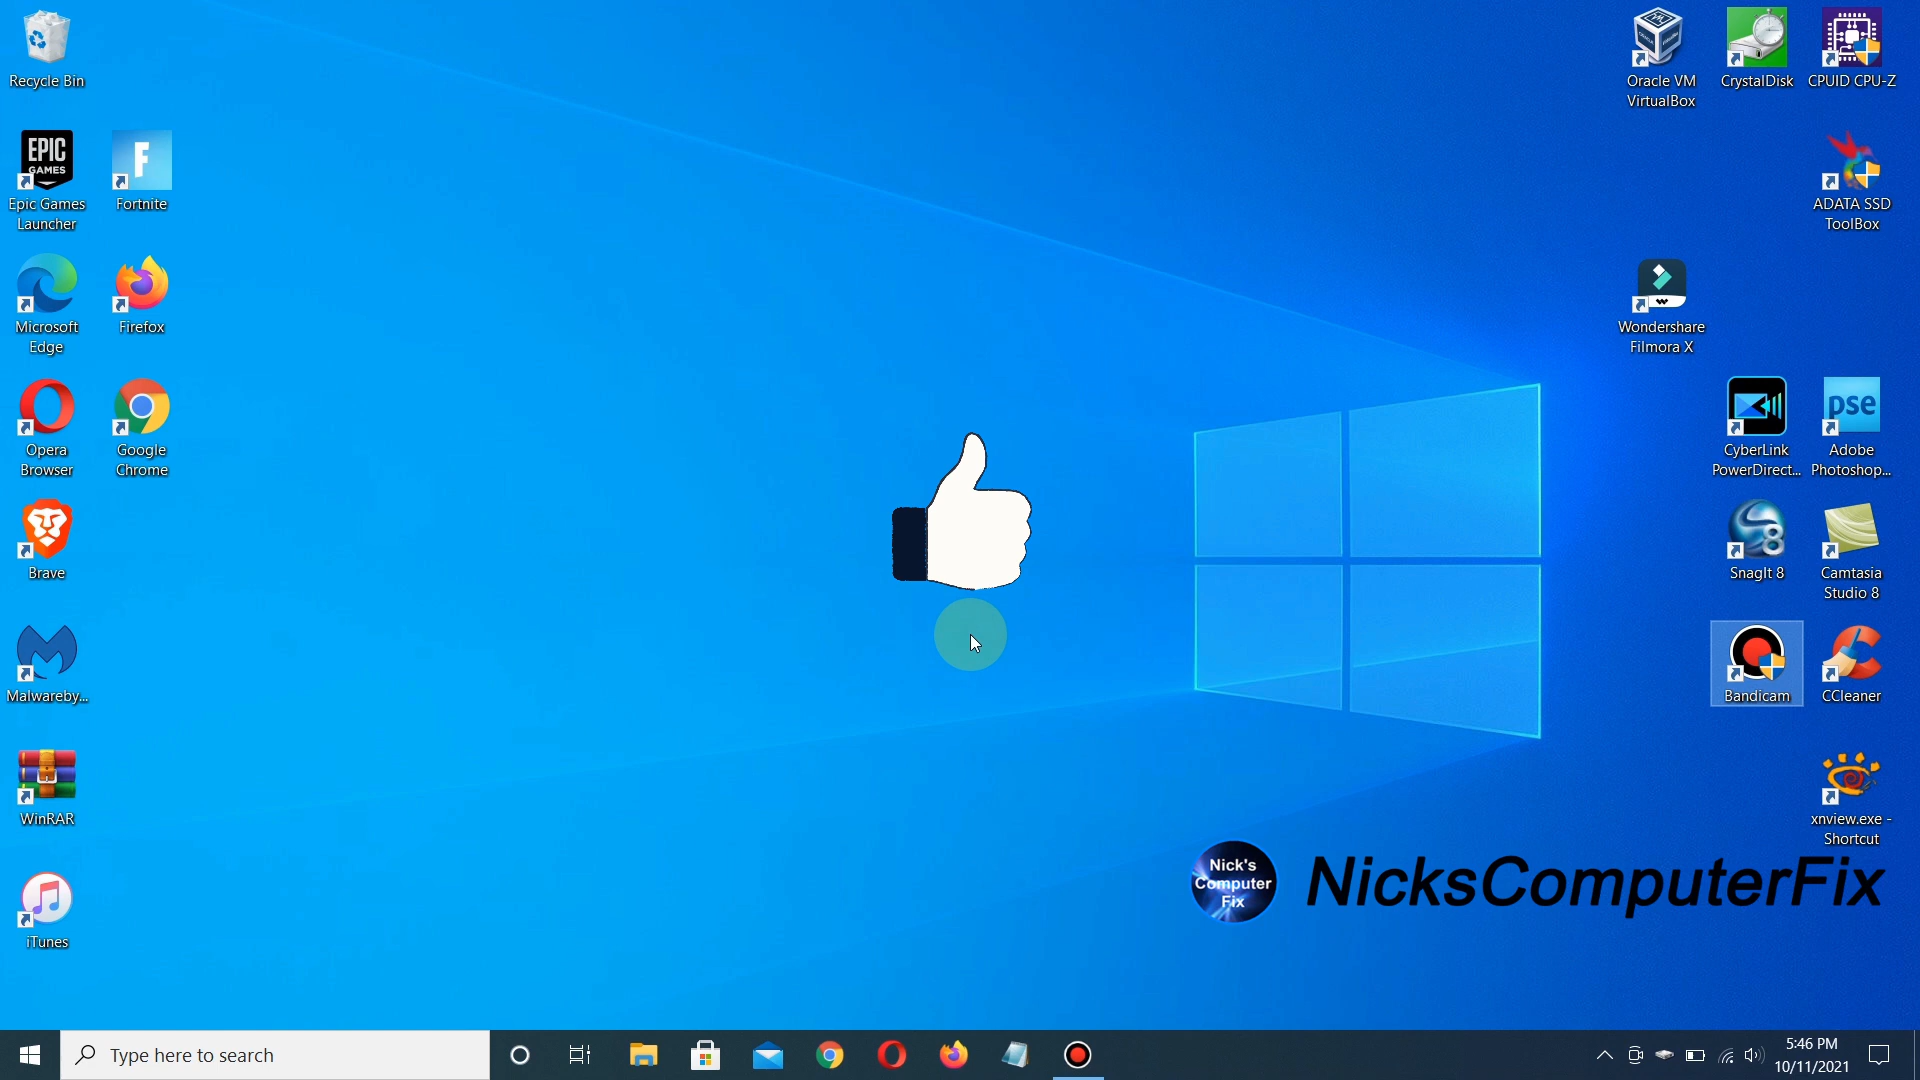 Recycle Bin
EPIC
GAMES
Epic Games
Launcher
F
Fortnite
Microsoft
Edge
Firefox
Opera
Browser
Google
Chrome
Brave
Malwareby...
WinRAR
iTunes
Oracle VM
VirtualBox
CrystalDisk
CPUID CPU-Z
ADATA SSD
ToolBox
Wondershare
Filmora X
CyberLink
PowerDirect...
pse
Adobe
Photoshop...
8
SnagIt 8
Camtasia
Studio 8
Bandicam
CCleaner
xnview.exe -
Shortcut
Nick's
Computer
Fix
NicksComputerFix
Type here to search
5:46 PM
10/11/2021